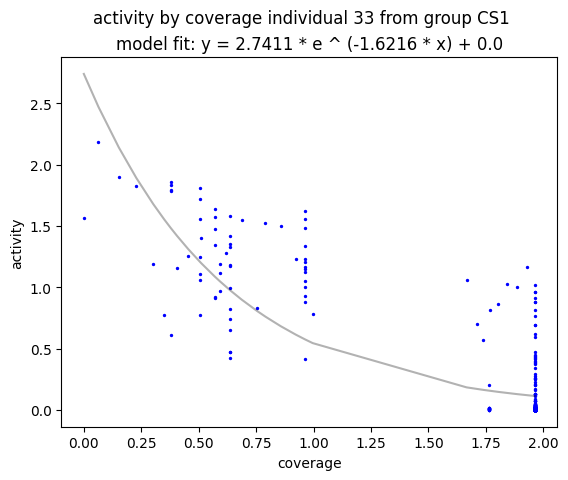 activity by coverage individual 33 from group CS1
model fit: y = 2.7411 * e ^ (-1.6216 * x) + 0.0
2.5
2.0
1.5
1.0
0.5
0.0
activity
0.00 0.25 0.50 0.75 1.00 1.25 1.50 1.75 2.00
coverage